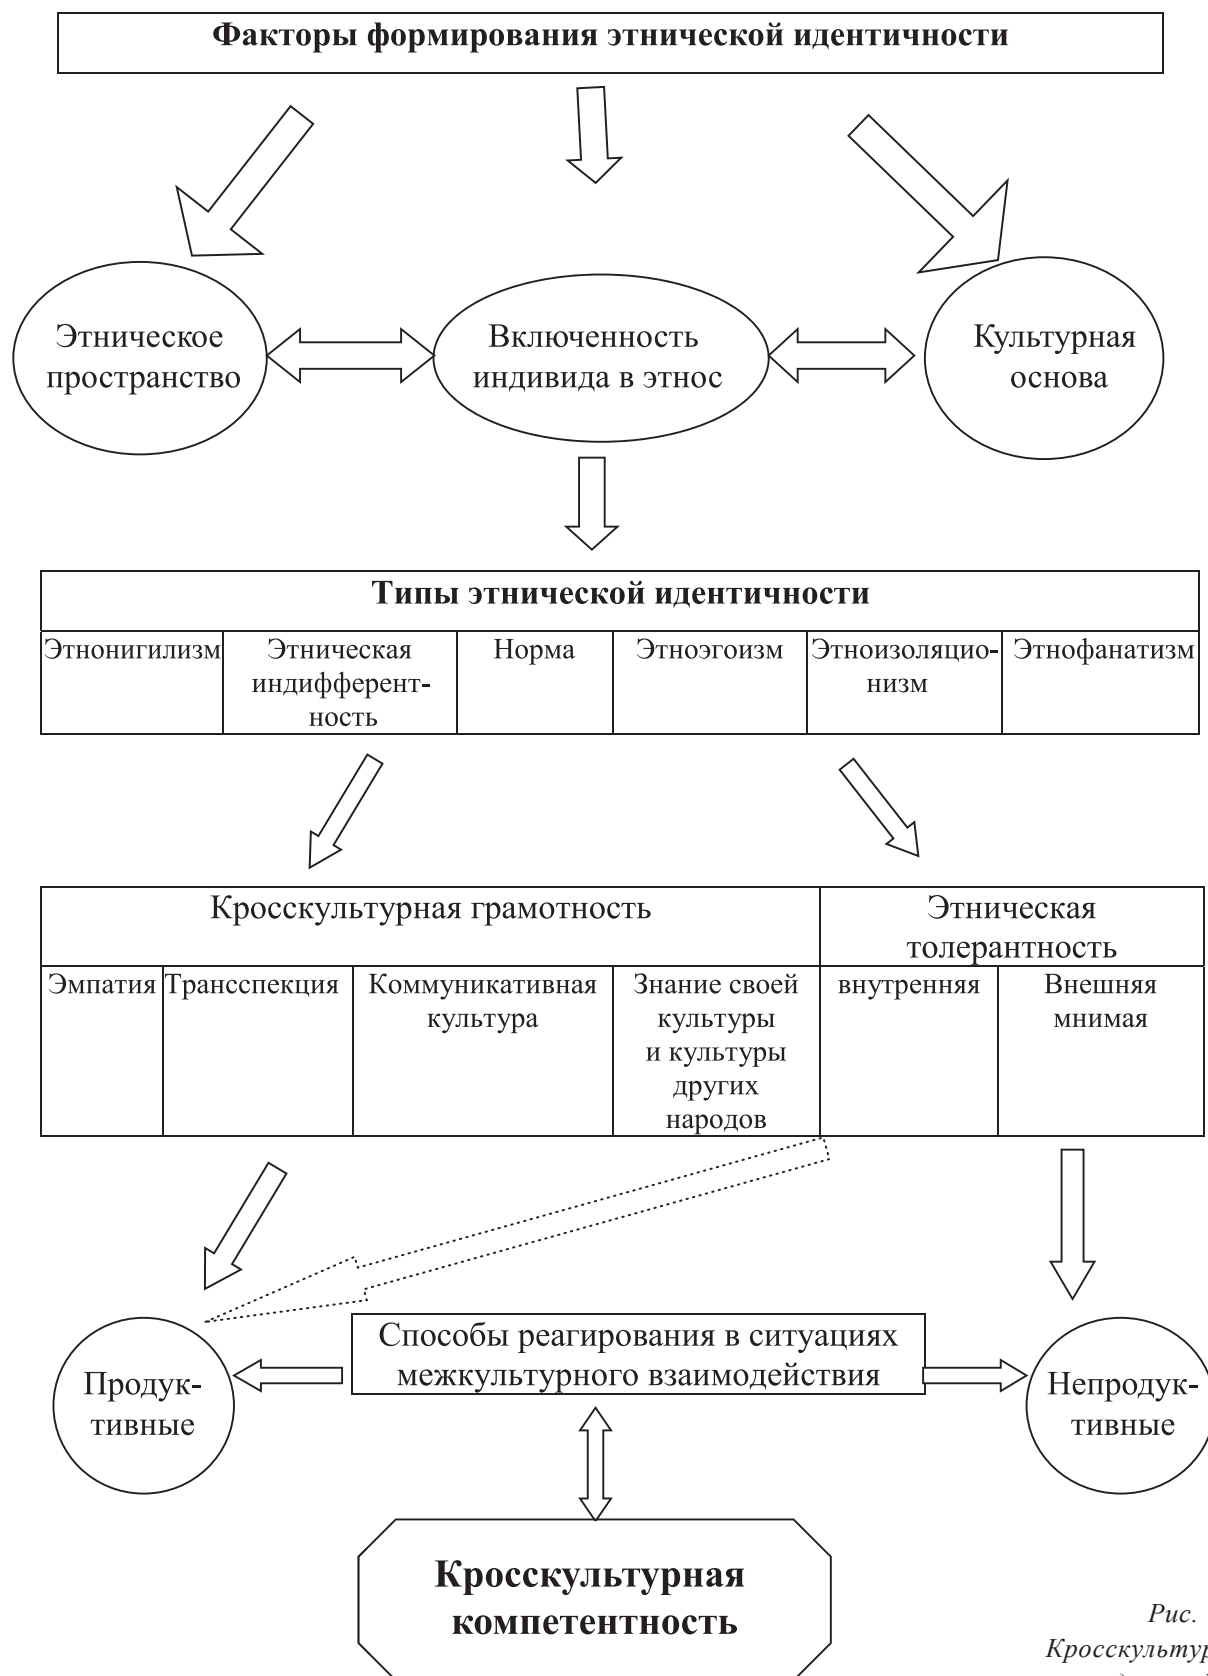 Факторы формирования этнической идентичности
Этническое
пространство
Включенность
индивида в этнос
Культурная
основа
Типы этнической идентичности
Этнонигилизм
Этническая
индифферент-
ность
Норма
Этноэгоизм
Этноизоляцио-
низм
Этнофанатизм
Кросскультурная грамотность
Этническая
толерантность
Эмпатия
Трансспекция
Коммуникативная
культура
Знание своей
культуры
и культуры
других
народов
внутренняя
Внешняя
мнимая
Способы реагирования в ситуациях
межкультурного взаимодействия
Продук-
тивные
Непродук-
тивные
Кросскультурная
компетентность
Рис.